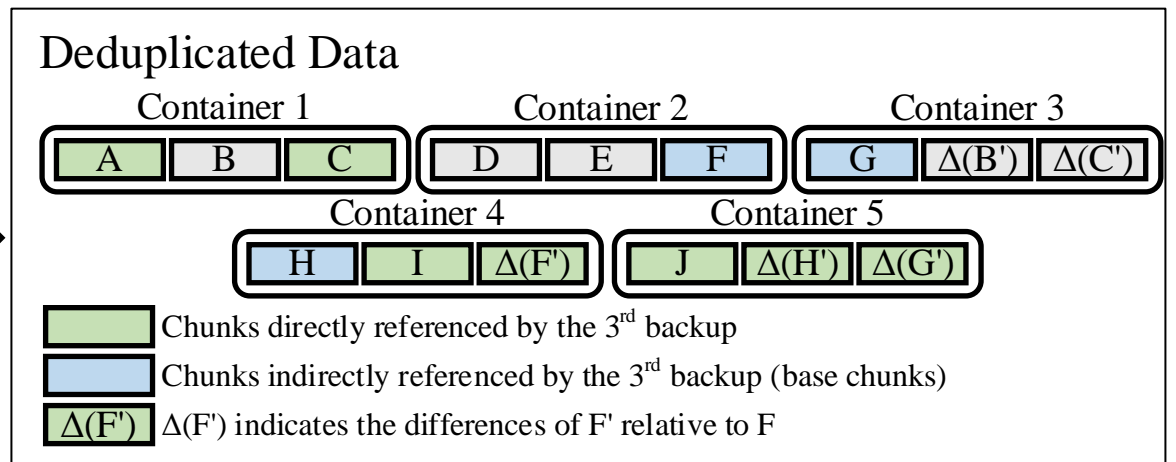 Deduplicated Data
Container 1 Container 2 Container 3
A B C D E F G Δ(B') Δ(C')
Container 4 Container 5
H I Δ(F') J Δ(H') Δ(G')
Chunks directly referenced by the 3rd backup
Chunks indirectly referenced by the 3rd backup (base chunks)
Δ(F') Δ(F') indicates the differences of F' relative to F